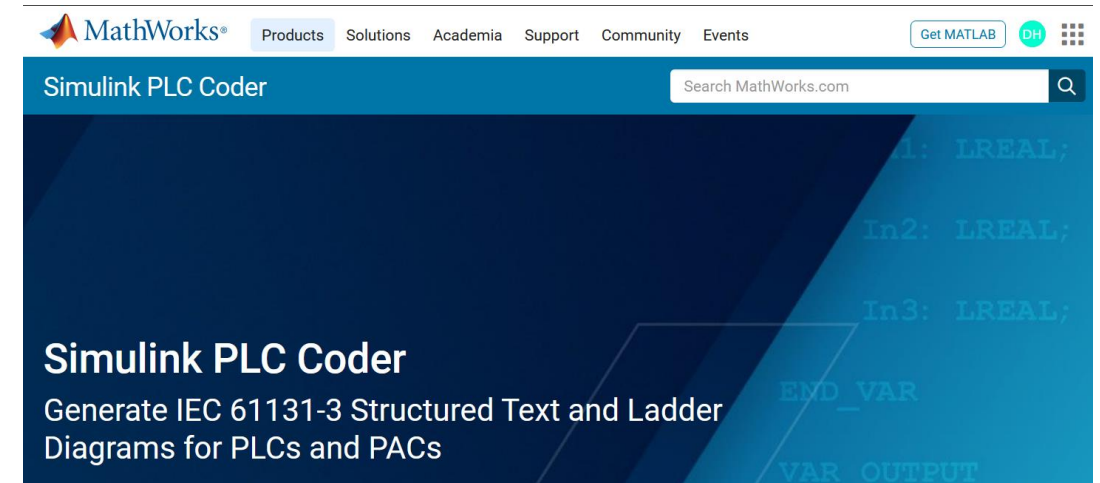 MathWorks®
Products Solutions Academia Support Community Events
Get MATLAB
DH
Simulink PLC Coder
Search MathWorks.com
1: LREAL;
In2: LREAL;
In3: LREAL;
Simulink PLC Coder
Generate IEC 61131-3 Structured Text and Ladder
Diagrams for PLCs and PACs
END_VAR
VAR_OUTPUT